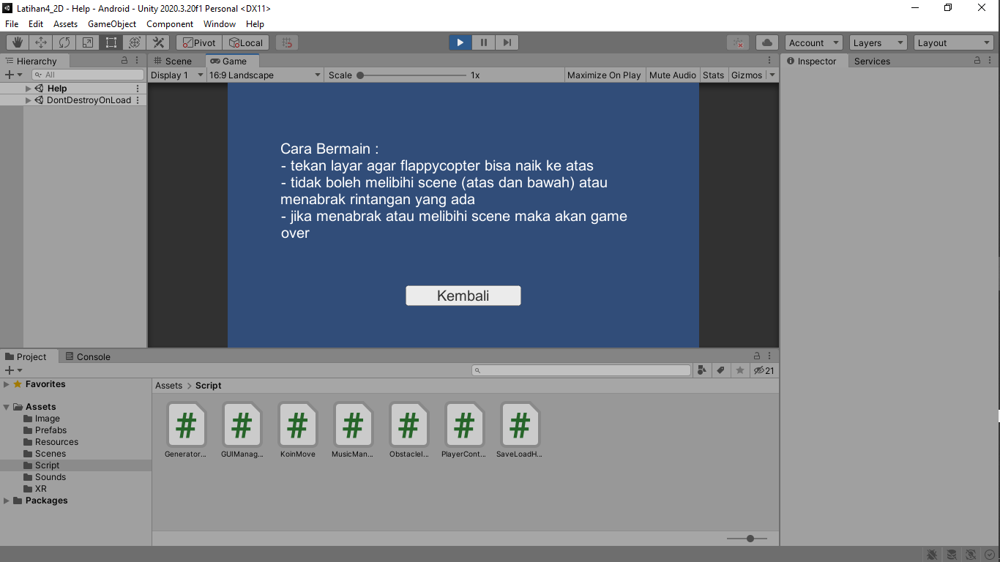 Latihan4_2D - Help - Android - Unity 2020.3.20f1 Personal <DX11>
File Edit Assets GameObject Component Window Help
Pivot Local Account Layers Layout
Hierarchy
All
Help
DontDestroyOnLoad
Scene Game
Display 1 16:9 Landscape Scale 1x Maximize On Play Mute Audio Stats Gizmos
Cara Bermain :
- tekan layar agar flappycopter bisa naik ke atas
- tidak boleh melibihi scene (atas dan bawah) atau
menabrak rintangan yang ada
- jika menabrak atau melibihi scene maka akan game
over
Kembali
Inspector Services
Project Console
21
Favorites
Assets
Image
Prefabs
Resources
Scenes
Script
Sounds
XR
Packages
Assets > Script
Generator... GUIManag... KoinMove MusicMan... ObstacleI... PlayerCont... SaveLoadH...